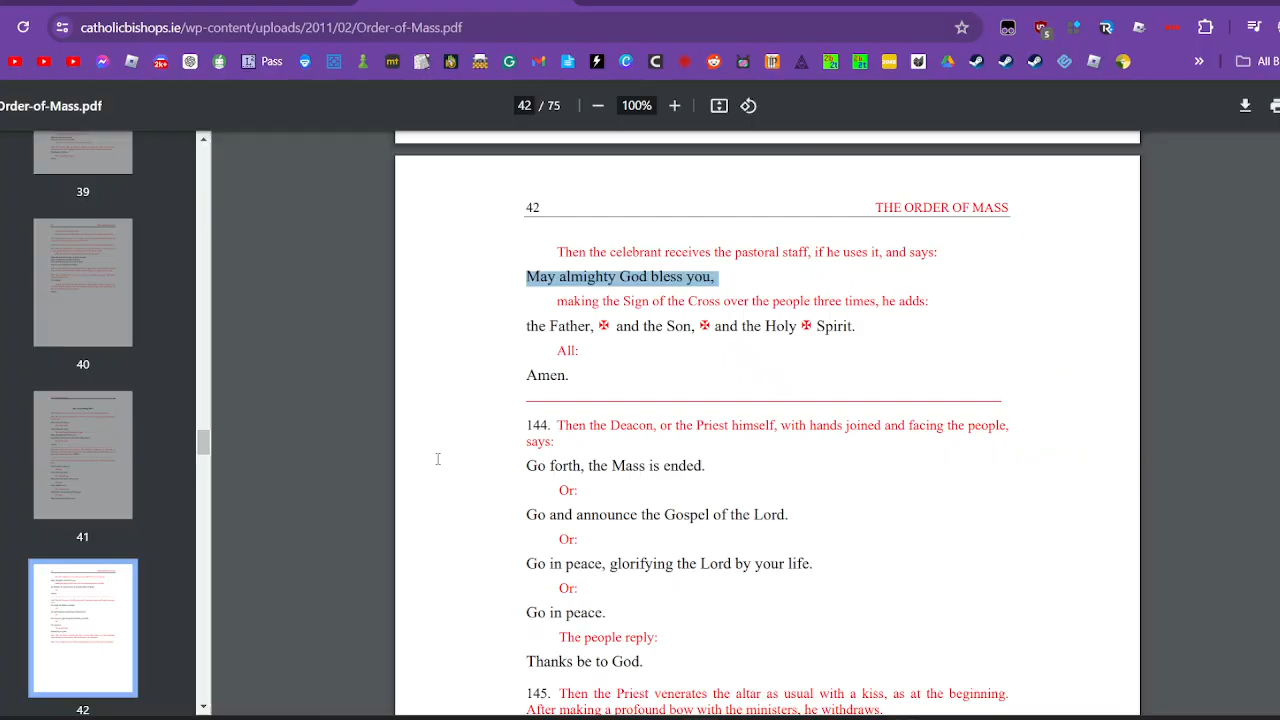 catholicbishops.ie/wp-content/uploads/2011/02/Order-of-Mass.pdf
Pass
All B
Order-of-Mass.pdf
42 / 75
100%
39
40
41
42
42 THE ORDER OF MASS
Then the celebrant receives the pastoral staff, if he uses it, and says:
May almighty God bless you,
making the Sign of the Cross over the people three times, he adds:
the Father, ✠ and the Son, ✠ and the Holy ✠ Spirit.
All:
Amen.
144. Then the Deacon, or the Priest himself, with hands joined and facing the people,
says:
Go forth, the Mass is ended.
Or:
Go and announce the Gospel of the Lord.
Or:
Go in peace, glorifying the Lord by your life.
Or:
Go in peace.
The people reply:
Thanks be to God.
145. Then the Priest venerates the altar as usual with a kiss, as at the beginning.
After making a profound bow with the ministers, he withdraws.